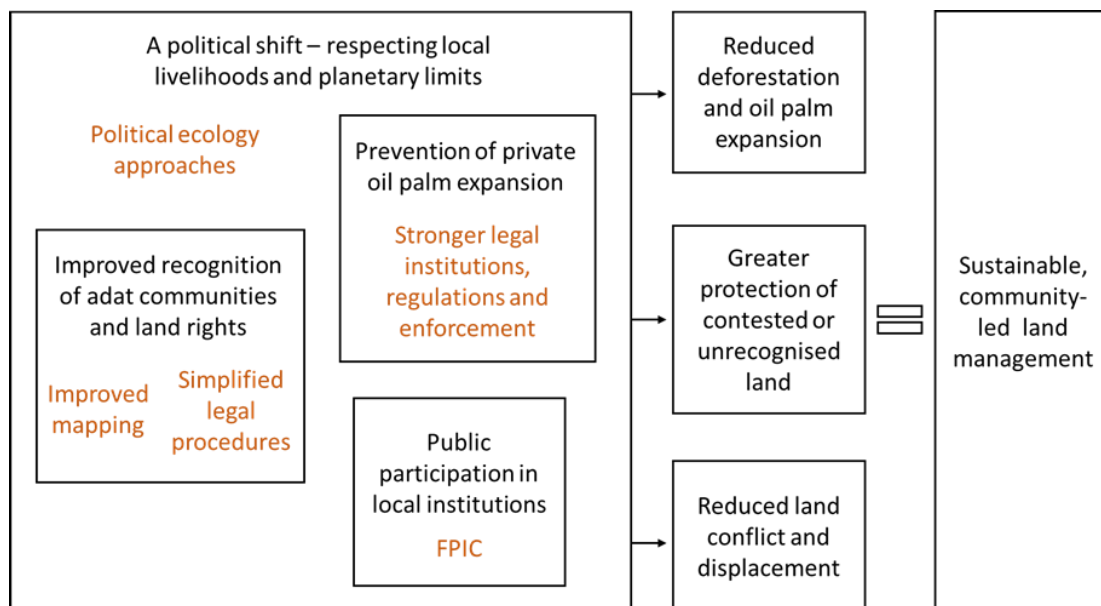 A political shift – respecting local
livelihoods and planetary limits
Political ecology
approaches
Prevention of private
oil palm expansion
Stronger legal
institutions,
regulations and
enforcement
Improved recognition
of adat communities
and land rights
Improved
mapping
Simplified
legal
procedures
Public
participation in
local institutions
FPIC
Reduced
deforestation
and oil palm
expansion
Greater
protection of
contested or
unrecognised
land
Reduced land
conflict and
displacement
Sustainable,
community-
led land
management